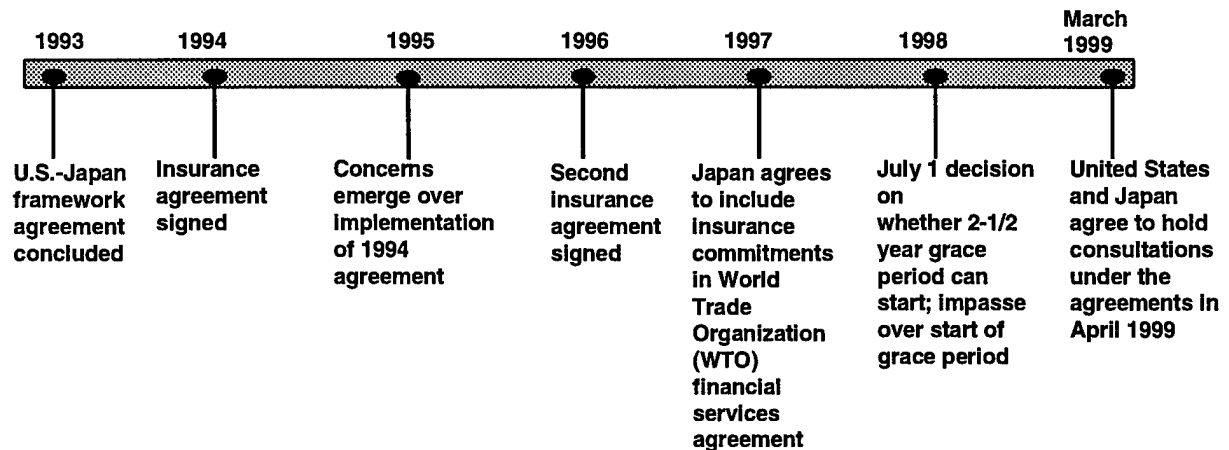 1993
1994
1995
1996
1997
1998
March
1999
U.S.-Japan
framework
agreement
concluded
Insurance
agreement
signed
Concerns
emerge over
implementation
of 1994
agreement
Second
insurance
agreement
signed
Japan agrees
to include
insurance
commitments
in World
Trade
Organization
(WTO)
financial
services
agreement
July 1 decision
on
whether 2-1/2
year grace
period can
start; impasse
over start of
grace period
United States
and Japan
agree to hold
consultations
under the
agreements in
April 1999